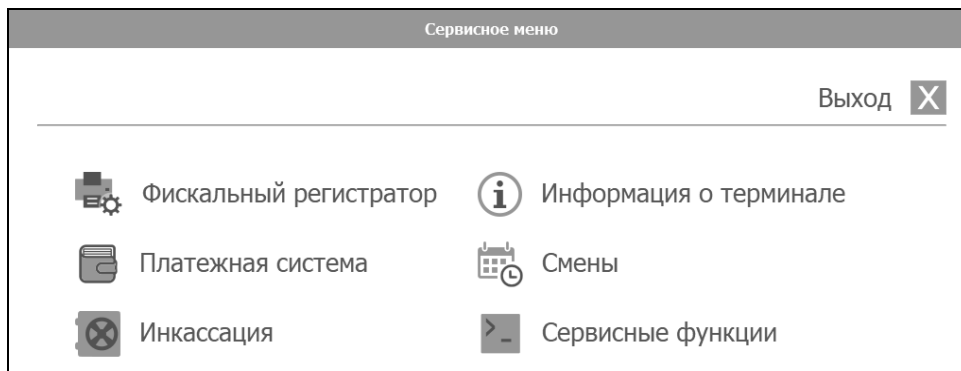 Сервисное меню
Выход X
Фискальный регистратор
Информация о терминале
Платежная система
Смены
Инкассация
Сервисные функции